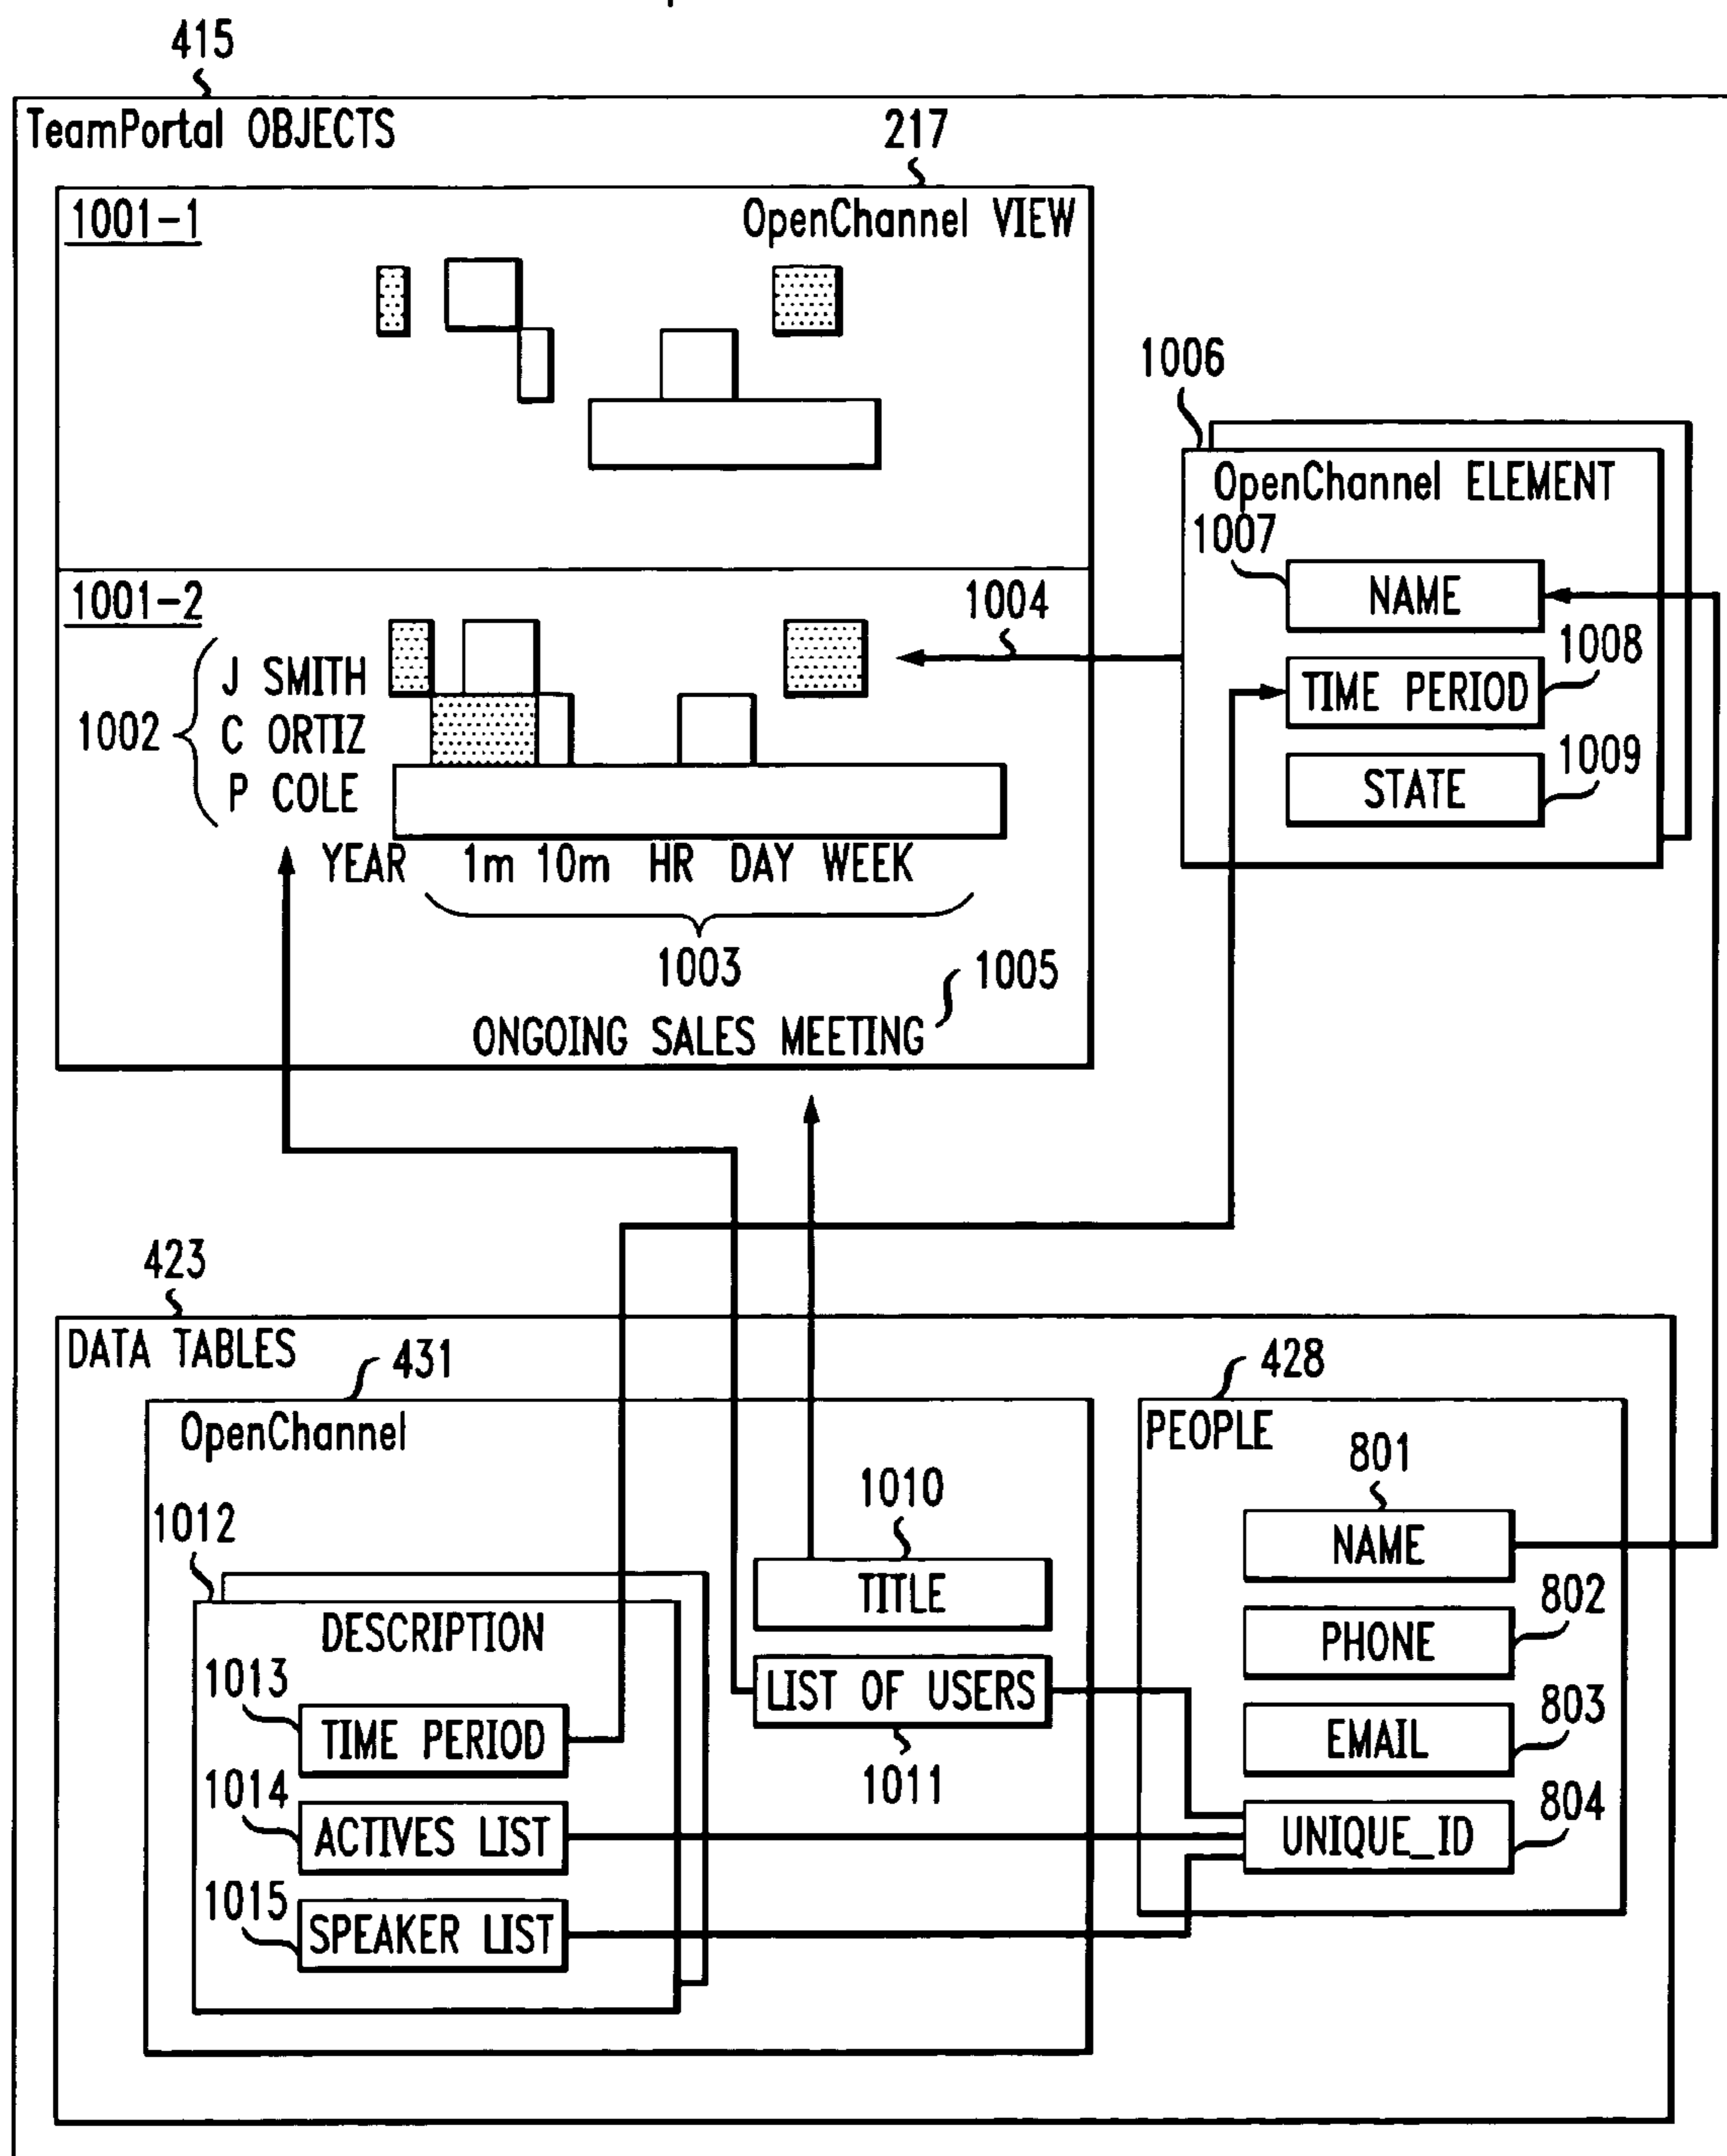 415
TeamPortal OBJECTS
217
1001-1
OpenChannel VIEW
1006
OpenChannel ELEMENT
1007
NAME
1008
TIME PERIOD
1009
STATE
1001-2
1004
J SMITH
1002
C ORTIZ
P COLE
YEAR 1m 10m HR DAY WEEK
1003
1005
ONGOING SALES MEETING
423
DATA TABLES
431
428
OpenChannel
PEOPLE
801
NAME
1010
TITLE
1012
DESCRIPTION
802
PHONE
1013
TIME PERIOD
LIST OF USERS
1011
803
EMAIL
1014
ACTIVES LIST
804
UNIQUE_ID
1015
SPEAKER LIST